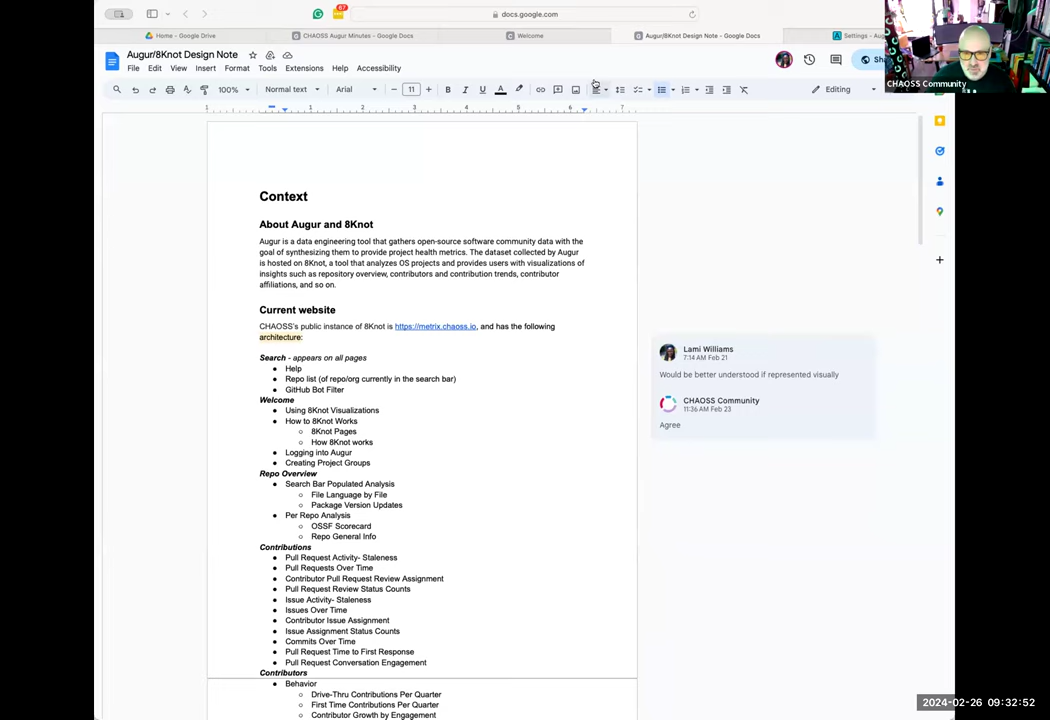 67
docs.google.com
Home - Google Drive
CHAOSS Augur Minutes - Google Docs
Welcome
Augur/8Knot Design Note - Google Docs
Settings - Aug
Augur/8Knot Design Note
File Edit View Insert Format Tools Extensions Help Accessibility
CHAOSS Community
100% Normal text Arial 11 Editing
1 1 2 3 4 5 6 7
Context
About Augur and 8Knot
Augur is a data engineering tool that gathers open-source software community data with the
goal of synthesizing them to provide project health metrics. The dataset collected by Augur
is hosted on 8Knot, a tool that analyzes OS projects and provides users with visualizations of
insights such as repository overview, contributors and contribution trends, contributor
affiliations, and so on.
Current website
CHAOSS's public instance of 8Knot is https://metrix.chaoss.io, and has the following
architecture:
Search - appears on all pages
● Help
● Repo list (of repo/org currently in the search bar)
● GitHub Bot Filter
Welcome
● Using 8Knot Visualizations
● How to 8Knot Works
○ 8Knot Pages
○ How 8Knot works
● Logging into Augur
● Creating Project Groups
Repo Overview
● Search Bar Populated Analysis
○ File Language by File
○ Package Version Updates
● Per Repo Analysis
○ OSSF Scorecard
○ Repo General Info
Contributions
● Pull Request Activity- Staleness
● Pull Requests Over Time
● Contributor Pull Request Review Assignment
● Pull Request Review Status Counts
● Issue Activity- Staleness
● Issues Over Time
● Contributor Issue Assignment
● Issue Assignment Status Counts
● Commits Over Time
● Pull Request Time to First Response
● Pull Request Conversation Engagement
Contributors
● Behavior
○ Drive-Thru Contributions Per Quarter
○ First Time Contributions Per Quarter
○ Contributor Growth by Engagement
Lami Williams
7:14 AM Feb 21
Would be better understood if represented visually
CHAOSS Community
11:36 AM Feb 23
Agree
2024-02-26 09:32:52